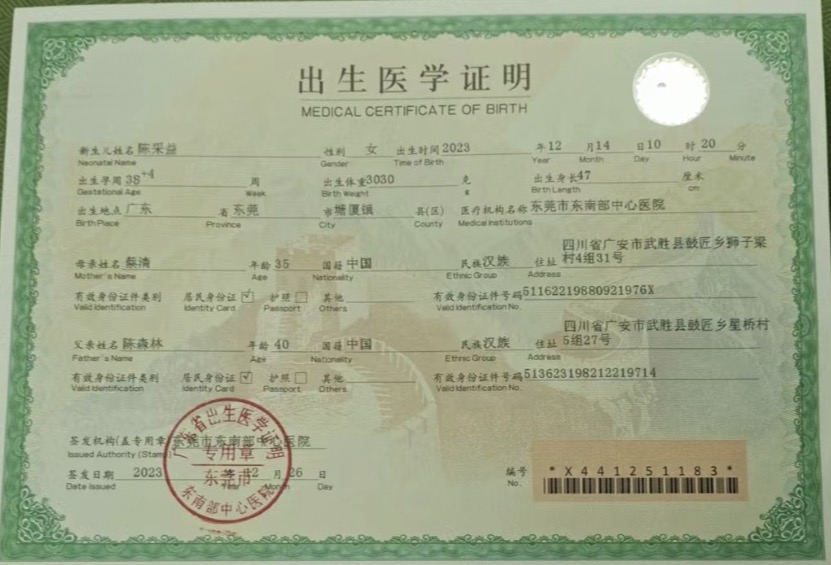 出生医学证明
MEDICAL CERTIFICATE OF BIRTH
新生儿姓名 陈采益 性别 女 出生时间 2023 年 12 月 14 日 10 时 20 分
Neonatal Name Gender Time of Birth Year Month Day Hour Minute
出生孕周 38+4 周 出生体重 3030 克 出生身长 47 厘米
Gestational Age Week Birth Weight g Birth Length cm
出生地点 广东 省 东莞 市 塘厦镇 县(区) 医疗机构名称 东莞市东南部中心医院
Birth Place Province City County Medical Institutions
四川省广安市武胜县鼓匠乡狮子梁
母亲姓名 蔡清 年龄 35 国籍 中国 民族 汉族 住址 村4组31号
Mother's Name Age Nationality Ethnic Group Address
有效身份证件类别 居民身份证 ✓ 护照 其他 有效身份证件号码 51162219880921976X
Valid Identification Identity Card Passport Others Valid Identification No.
四川省广安市武胜县鼓匠乡星桥村
父亲姓名 陈森林 年龄 40 国籍 中国 民族 汉族 住址 5组27号
Father's Name Age Nationality Ethnic Group Address
有效身份证件类别 居民身份证 ✓ 护照 其他 有效身份证件号码 513623198212219714
Valid Identification Identity Card Passport Others Valid Identification No.
签发机构(盖专用章) 东莞市东南部中心医院
Issued Authority (Stamp)
签发日期 2023 年 12 月 26 日
Date Issued Year Month Day
广东省出生医学证明
专用章
东莞市
东南部中心医院
编号 *X441251183*
No.